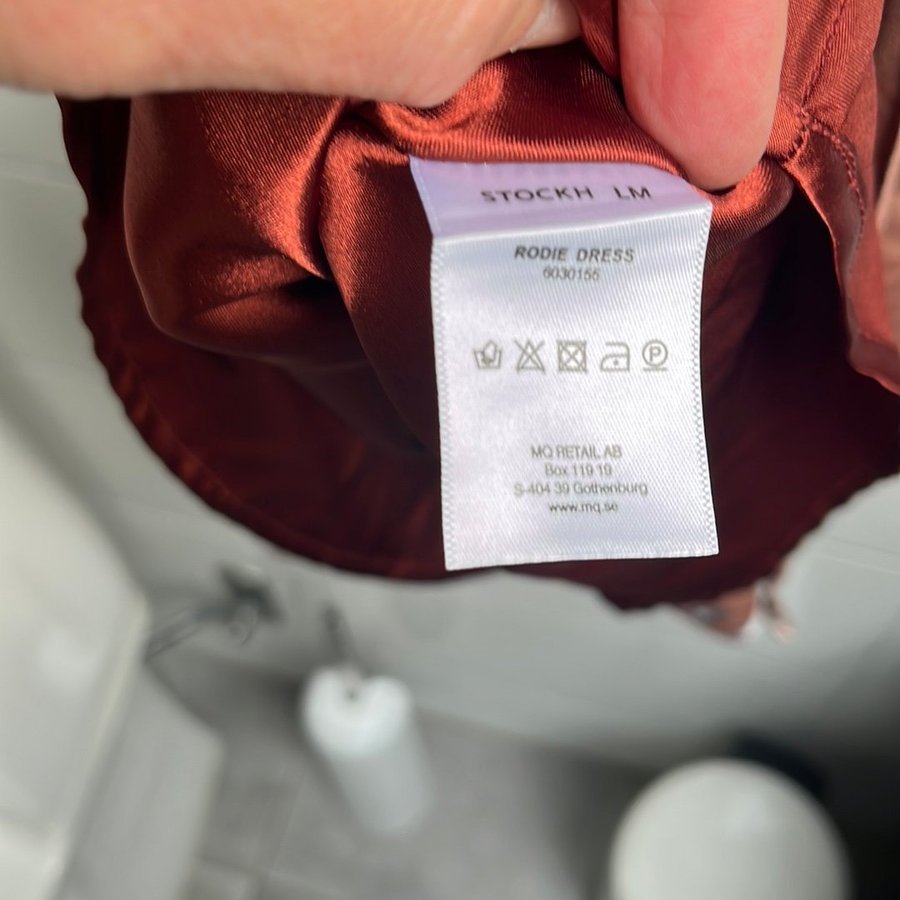 STOCKH LM
RODIE DRESS
6030155
P
MQ RETAIL AB
Box 119 19
S-404 39 Gothenburg
www.mq.se